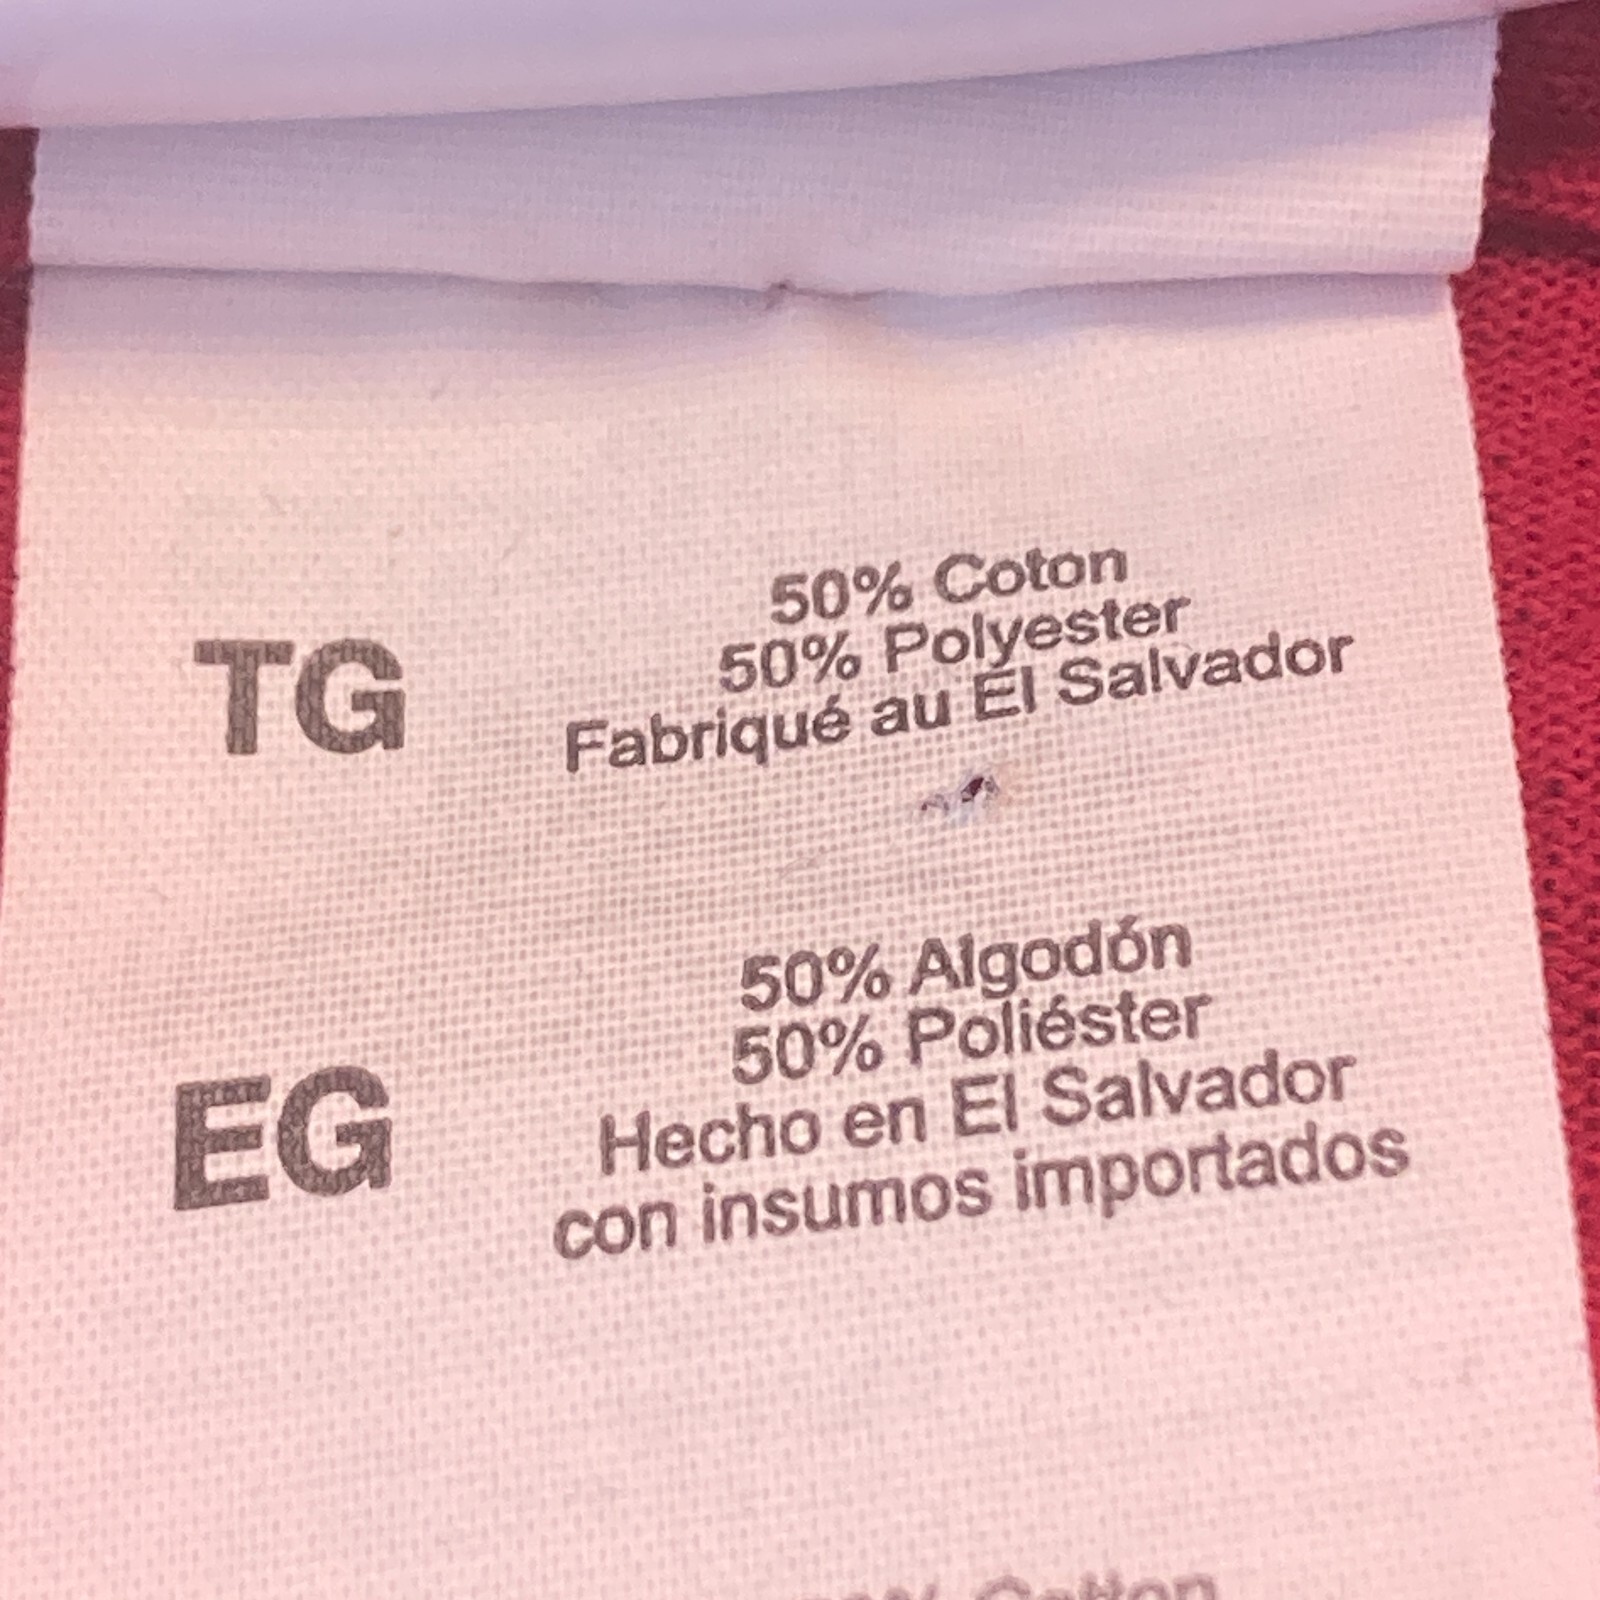 TG
50% Coton
50% Polyester
Fabriqué au El Salvador
EG
50% Algodón
50% Poliéster
Hecho en El Salvador
con insumos importados